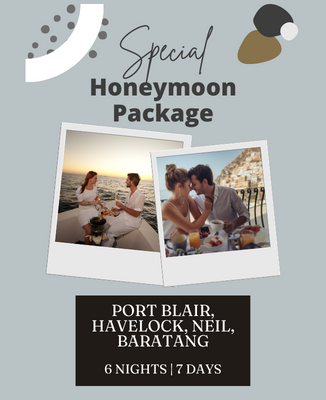 Special
Honeymoon
Package
PORT BLAIR,
HAVELOCK, NEIL,
BARATANG
6 NIGHTS | 7 DAYS